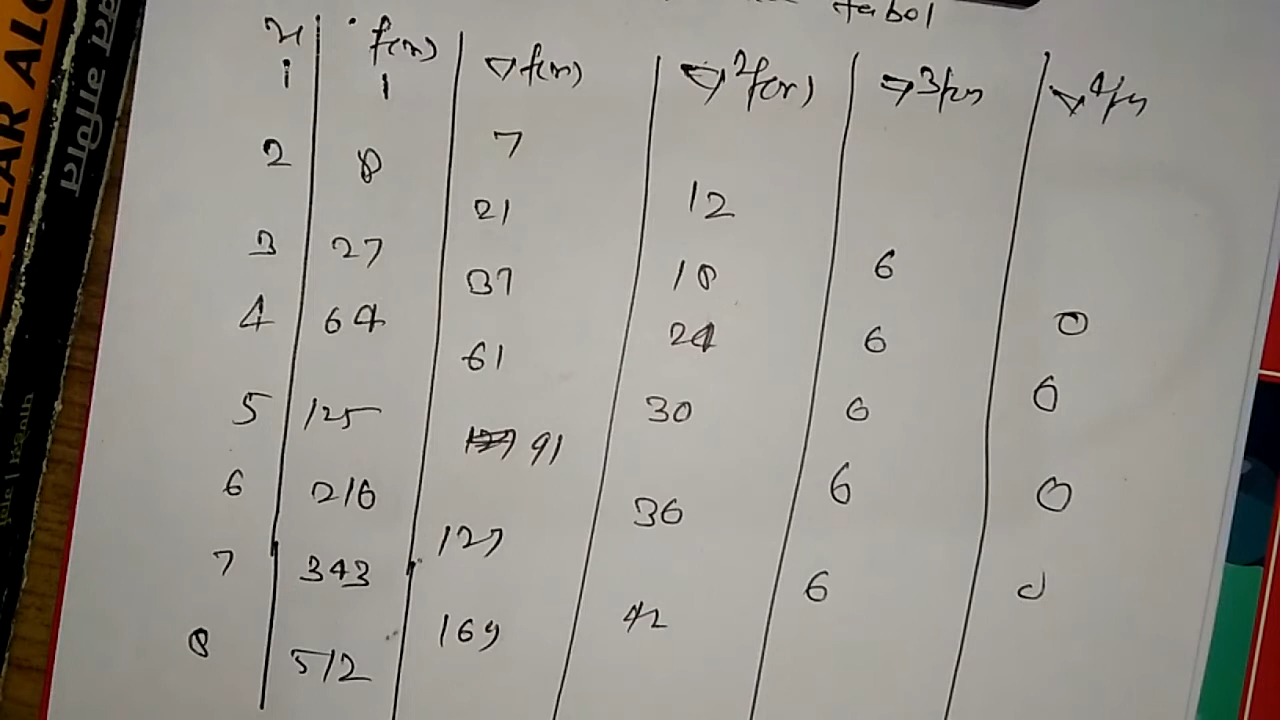 tabol
x f(x) ∇f(x) ∇²f(x) ∇³f(x) ∇⁴f(x)
1 1
7
2 8
21 12
3 27
37 18 6
4 64
61 24 6 0
5 125
91 30 6 0
6 216
127 36 6 0
7 343
169 42 6 0
8 512